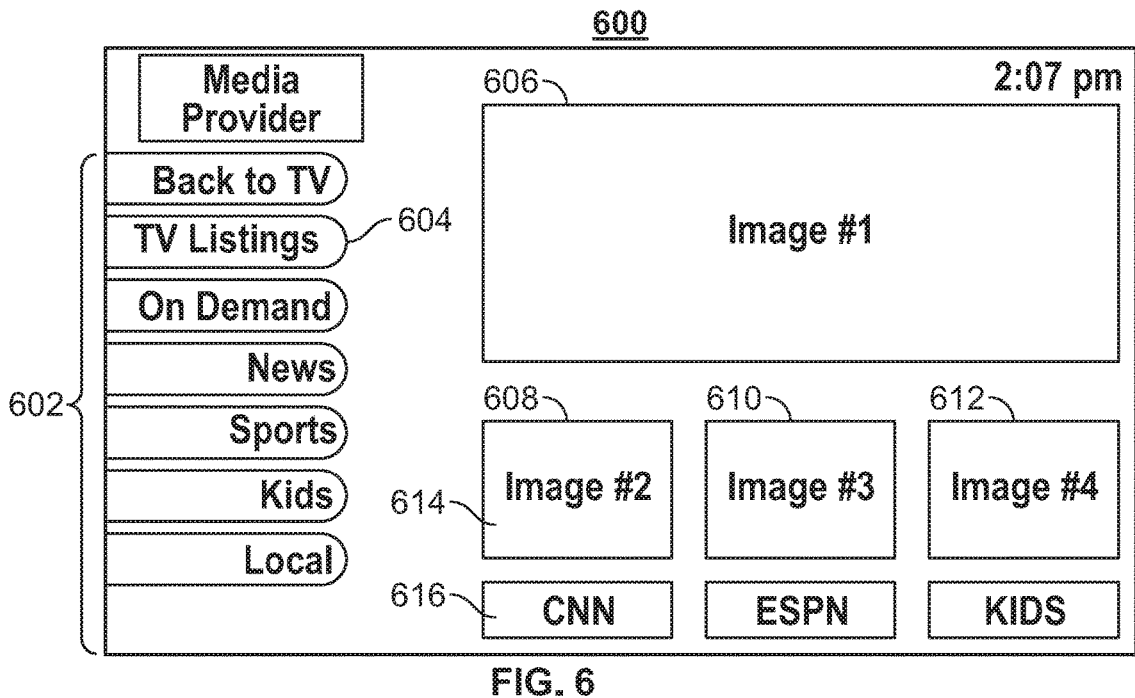 600
Media
Provider
2:07 pm
606
Back to TV
TV Listings
604
Image #1
On Demand
News
602
Sports
Kids
Local
608
610
612
Image #2
Image #3
Image #4
614
616
CNN
ESPN
KIDS
FIG. 6